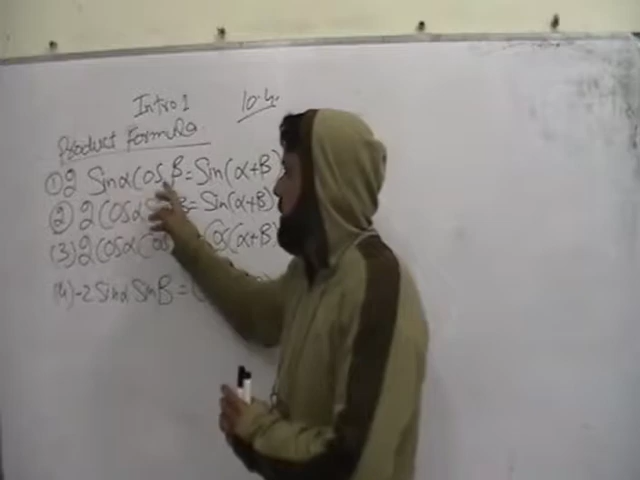 Intro 1 10.4
Product Formula
① 2 Sinα Cosβ = Sin(α+β)
② 2 Cosα = Sin(α+β)
(3) 2 Cosα Cos Cos(α+β)
(4) -2 Sinα Sinβ =